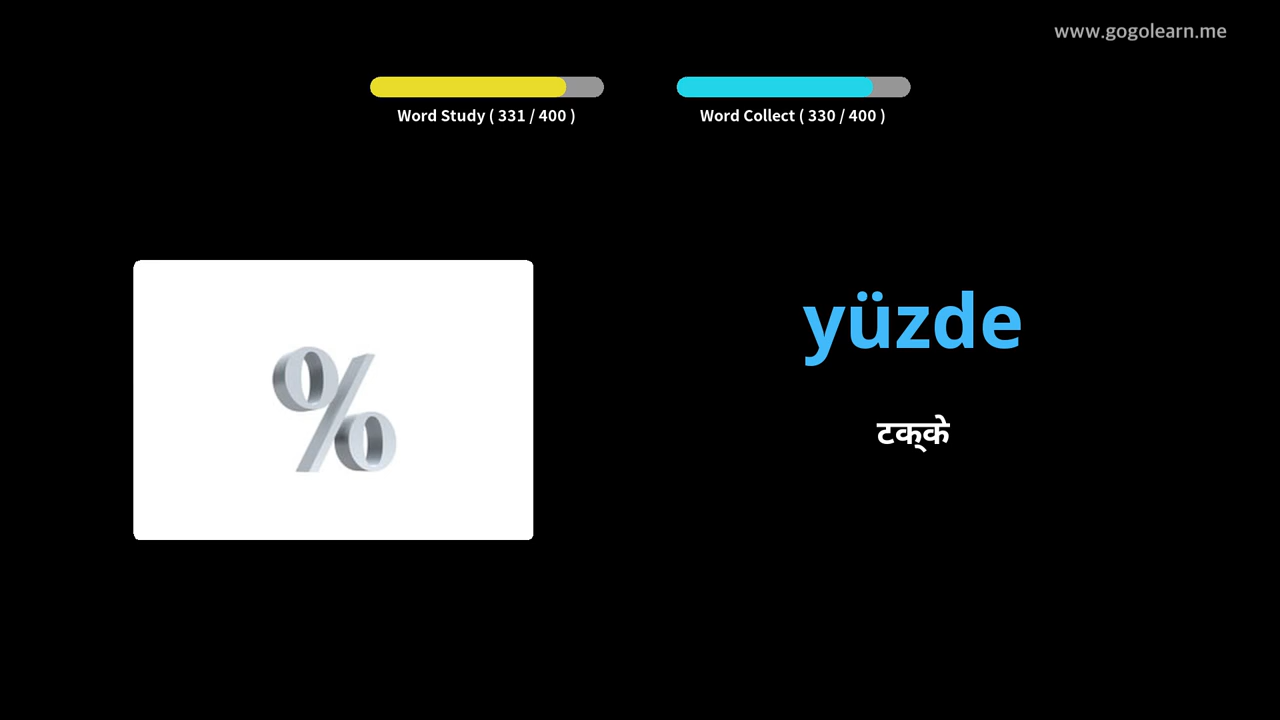 www.gogolearn.me
Word Study ( 331 / 400 )
Word Collect ( 330 / 400 )
%
yüzde
टक्के